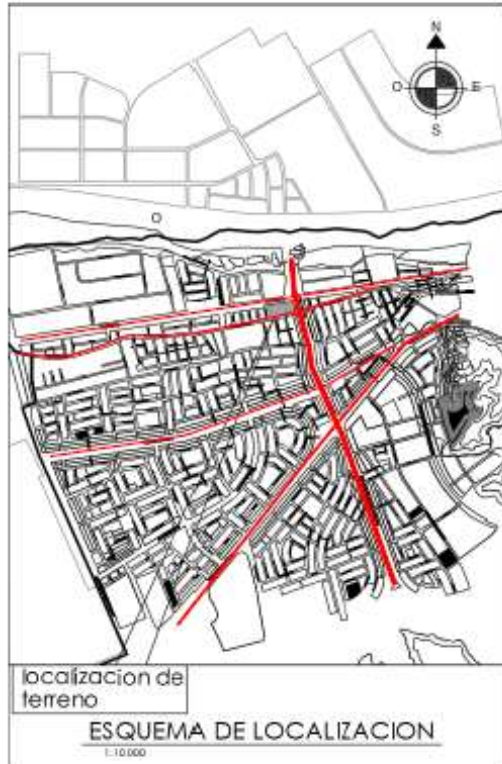 N
O E
S
O
localizacion de
terreno
ESQUEMA DE LOCALIZACION
1:10 000